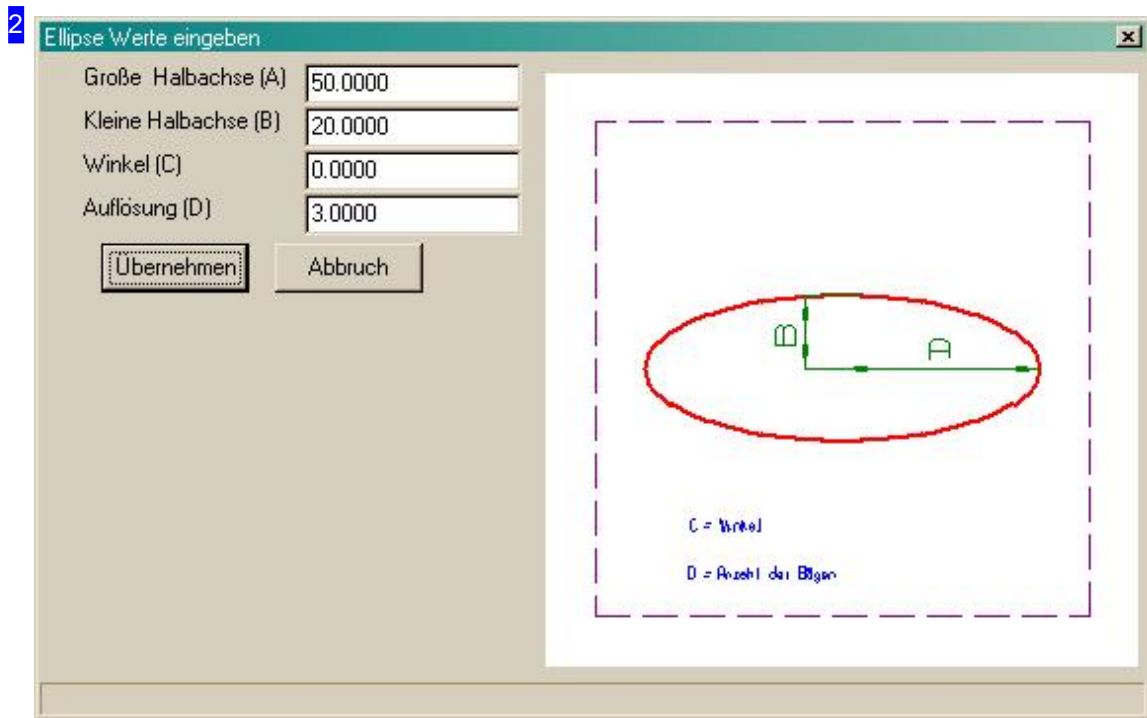 2
Ellipse Werte eingeben
Große Halbachse (A) 50.0000
Kleine Halbachse (B) 20.0000
Winkel (C) 0.0000
Auflösung (D) 3.0000
Übernehmen Abbruch
B
A
C = Winkel
D = Anzahl der Bögen